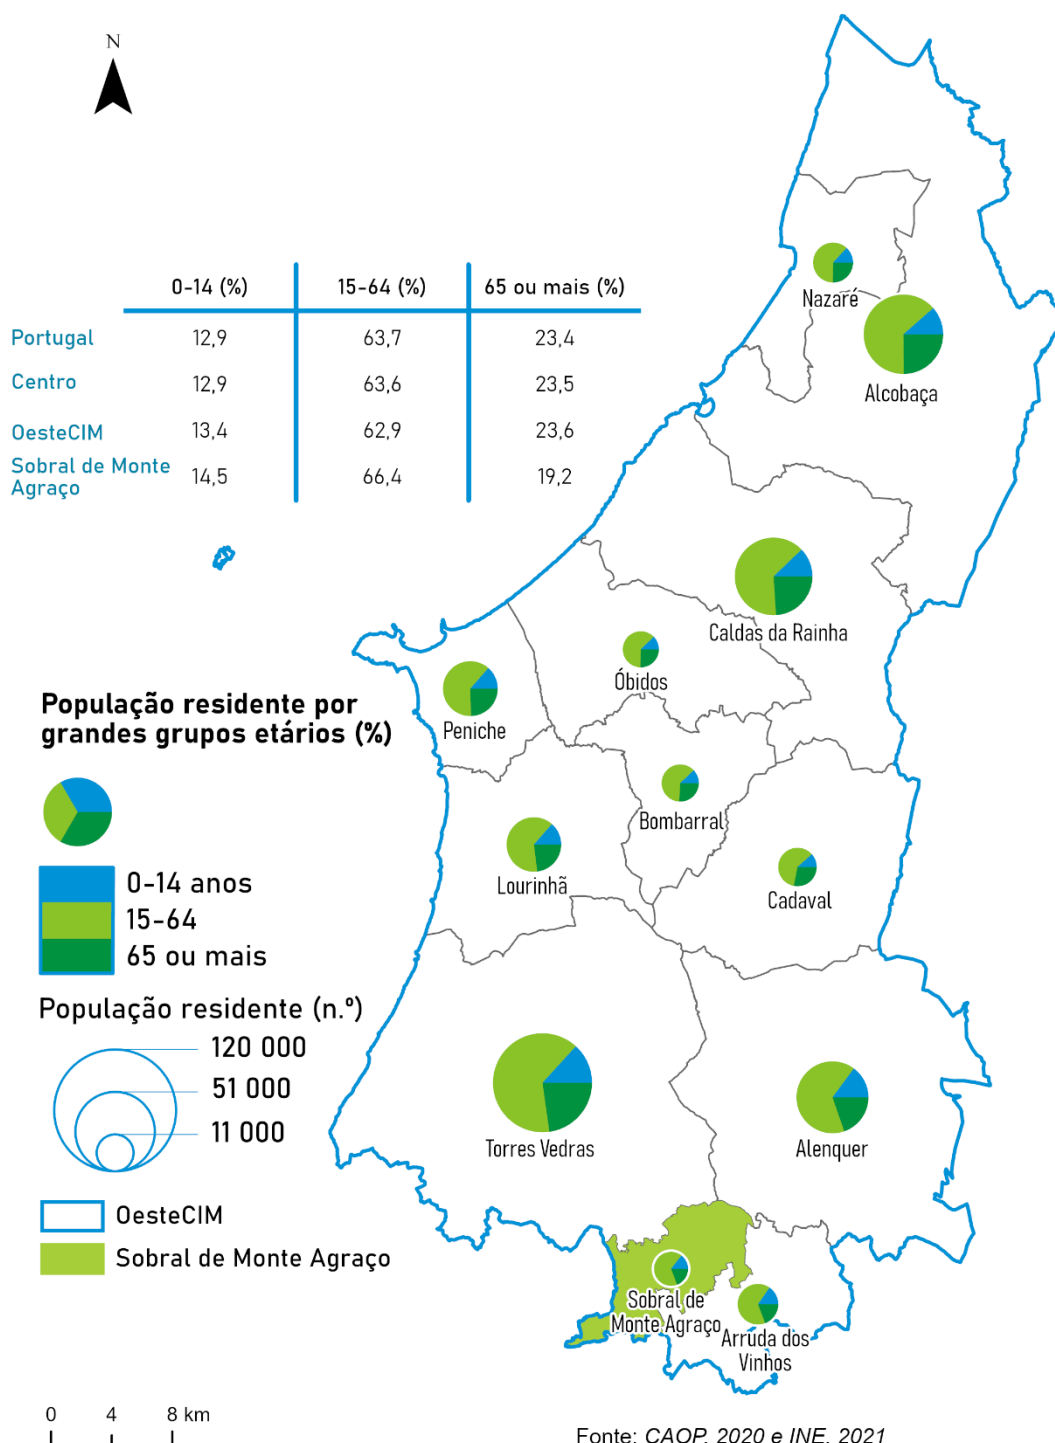 N
0-14 (%) 15-64 (%) 65 ou mais (%)
Portugal 12,9 63,7 23,4
Centro 12,9 63,6 23,5
OesteCIM 13,4 62,9 23,6
Sobral de Monte
Agraço 14,5 66,4 19,2
Nazaré
Alcobaça
Caldas da Rainha
Óbidos
Peniche
Bombarral
Lourinhã
Cadaval
Torres Vedras
Alenquer
Sobral de
Monte Agraço
Arruda dos
Vinhos
População residente por
grandes grupos etários (%)
0-14 anos
15-64
65 ou mais
População residente (n.º)
120 000
51 000
11 000
OesteCIM
Sobral de Monte Agraço
0 4 8 km
Fonte: CAOP, 2020 e INE, 2021